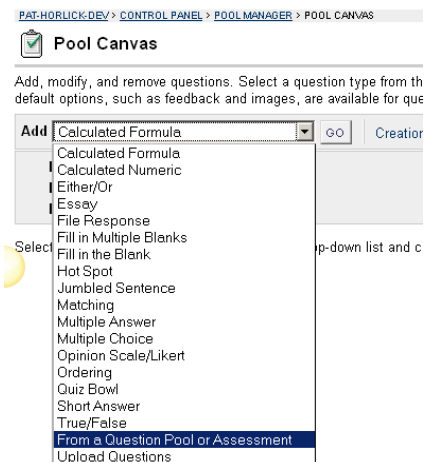 PAT-HORLICK-DEV > CONTROL PANEL > POOL MANAGER > POOL CANVAS
Pool Canvas
Add, modify, and remove questions. Select a question type from th
default options, such as feedback and images, are available for que
Add Calculated Formula GO Creation
Calculated Formula
Calculated Numeric
Either/Or
Essay
File Response
Fill in Multiple Blanks
Fill in the Blank
Select p-down list and c
Hot Spot
Jumbled Sentence
Matching
Multiple Answer
Multiple Choice
Opinion Scale/Likert
Ordering
Quiz Bowl
Short Answer
True/False
From a Question Pool or Assessment
Upload Questions